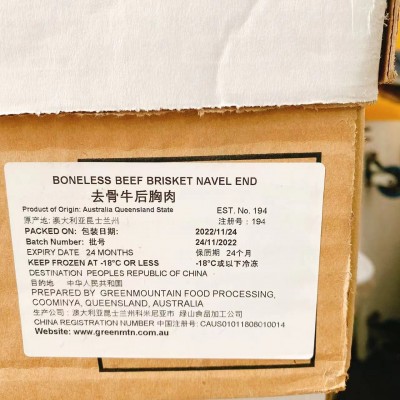 BONELESS BEEF BRISKET NAVEL END
去骨牛后胸肉
Product of Origin: Australia Queensland State EST. No. 194
原产地: 澳大利亚昆士兰州 注册号: 194
PACKED ON: 包装日期: 2022/11/24
Batch Number: 批号 24/11/2022
EXPIRY DATE 24 MONTHS 保质期 24个月
KEEP FROZEN AT -18°C OR LESS -18°C或以下冷冻
DESTINATION PEOPLES REPUBLIC OF CHINA
目的地 中华人民共和国
PREPARED BY GREENMOUNTAIN FOOD PROCESSING,
COOMINYA, QUEENSLAND, AUSTRALIA
生产公司: 澳大利亚昆士兰州科米尼亚市 绿山食品加工公司
CHINA REGISTRATION NUMBER 中国注册号: CAUS01011808010014
Website: www.greenmtn.com.au